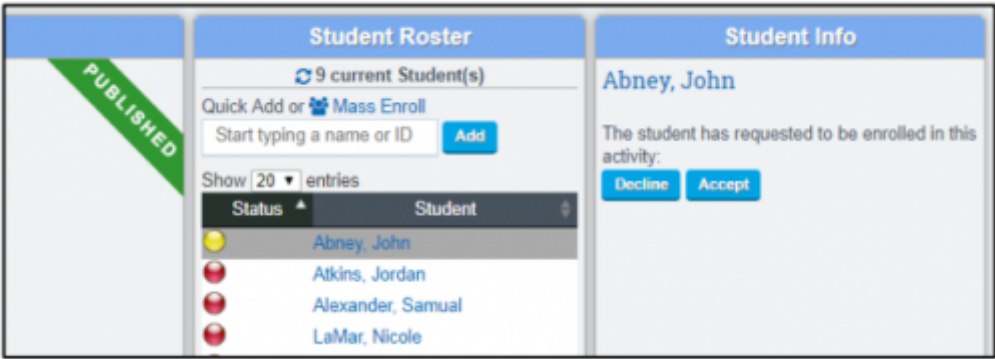 PUBLISHED
Student Roster
9 current Student(s)
Quick Add or Mass Enroll
Start typing a name or ID Add
Show 20 entries
Status Student
Abney, John
Atkins, Jordan
Alexander, Samual
LaMar, Nicole
Student Info
Abney, John
The student has requested to be enrolled in this
activity:
Decline Accept